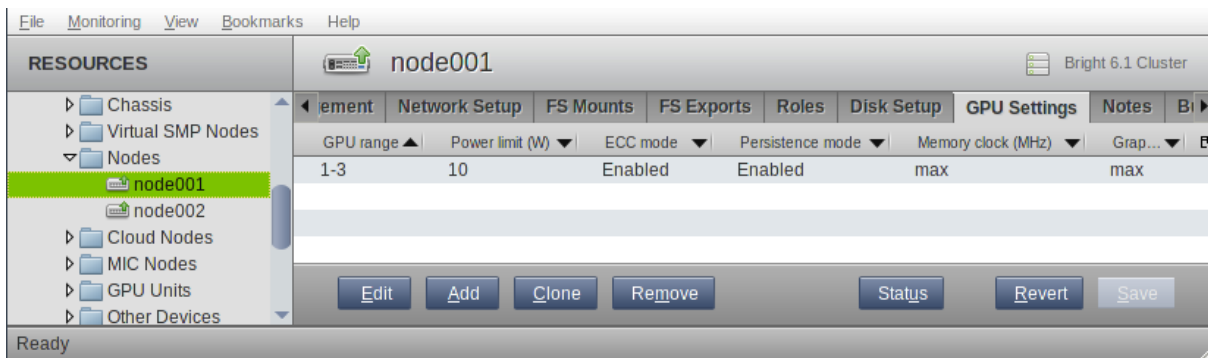 File Monitoring View Bookmarks Help
RESOURCES
node001
Bright 6.1 Cluster
Chassis
Virtual SMP Nodes
Nodes
node001
node002
Cloud Nodes
MIC Nodes
GPU Units
Other Devices
ement Network Setup FS Mounts FS Exports Roles Disk Setup GPU Settings Notes
GPU range Power limit (W) ECC mode Persistence mode Memory clock (MHz) Grap...
1-3 10 Enabled Enabled max max
Edit Add Clone Remove Status Revert Save
Ready